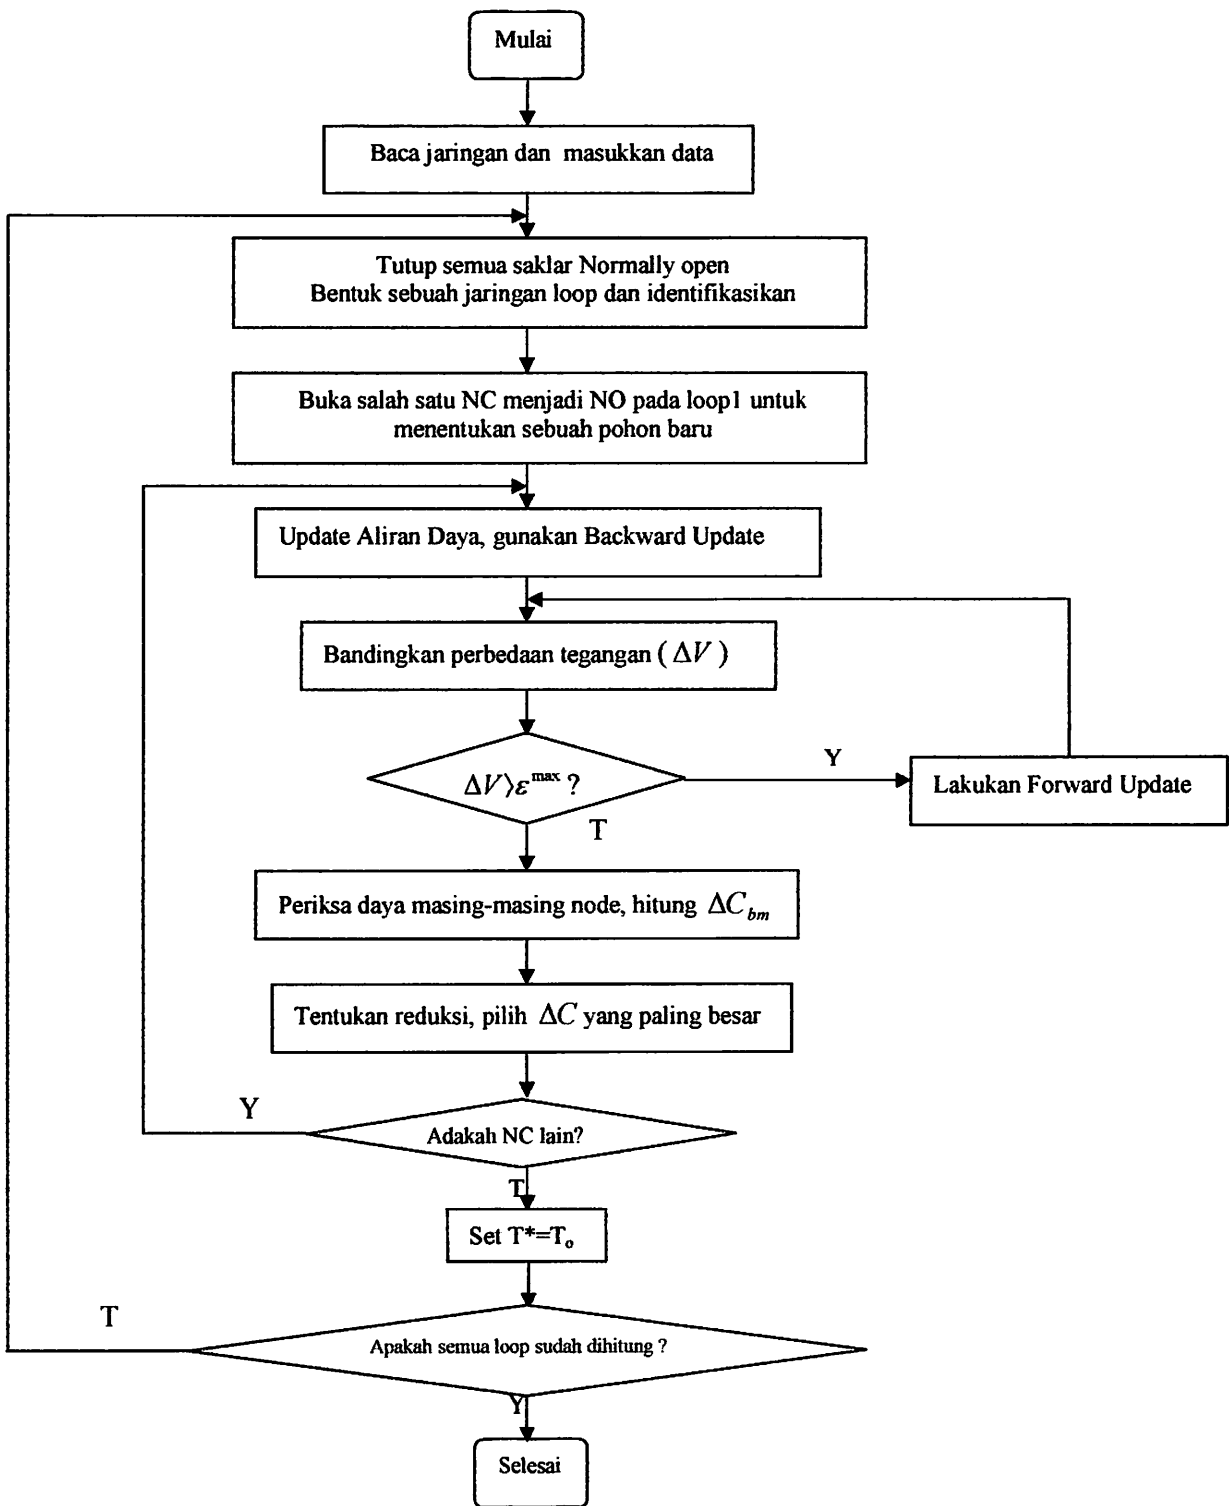 Mulai
Baca jaringan dan masukkan data
Tutup semua saklar Normally open
Bentuk sebuah jaringan loop dan identifikasikan
Buka salah satu NC menjadi NO pada loop1 untuk
menentukan sebuah pohon baru
Update Aliran Daya, gunakan Backward Update
Bandingkan perbedaan tegangan ( ΔV )
ΔV⟩ε^max ?
Y
Lakukan Forward Update
T
Periksa daya masing-masing node, hitung ΔC_bm
Tentukan reduksi, pilih ΔC yang paling besar
Y
Adakah NC lain?
T
Set T*=T_o
T
Apakah semua loop sudah dihitung ?
Y
Selesai